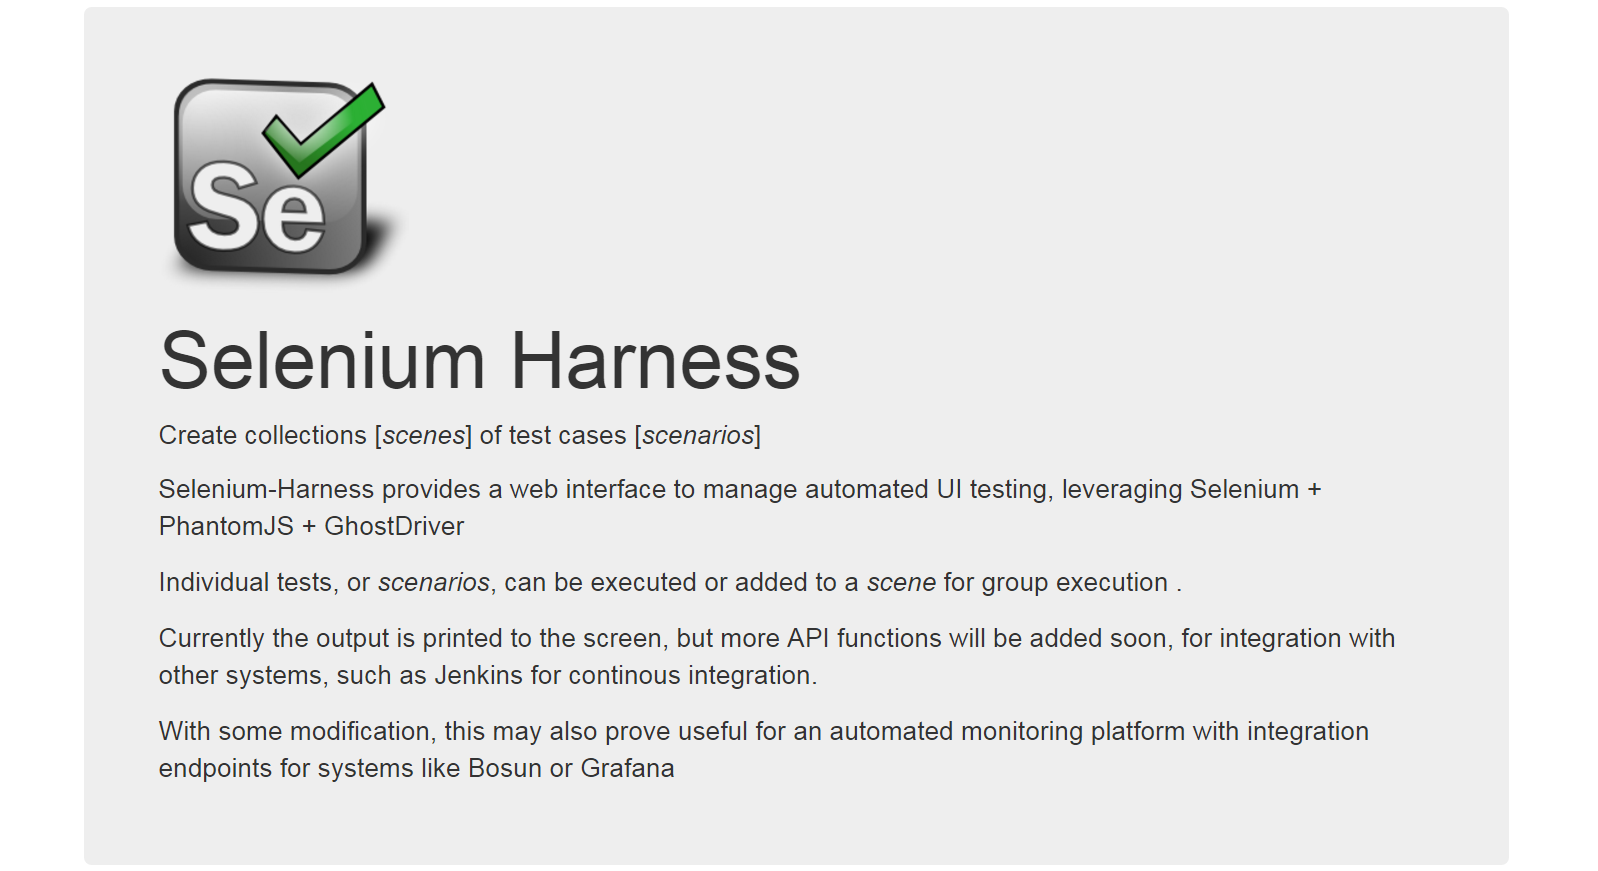 Se
Selenium Harness
Create collections [scenes] of test cases [scenarios]
Selenium-Harness provides a web interface to manage automated UI testing, leveraging Selenium +
PhantomJS + GhostDriver
Individual tests, or scenarios, can be executed or added to a scene for group execution .
Currently the output is printed to the screen, but more API functions will be added soon, for integration with
other systems, such as Jenkins for continous integration.
With some modification, this may also prove useful for an automated monitoring platform with integration
endpoints for systems like Bosun or Grafana